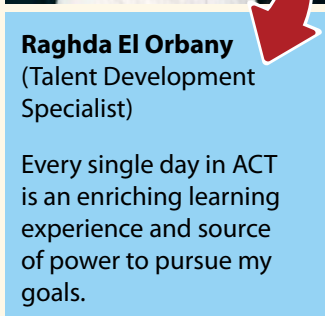 Raghda El Orbany
(Talent Development
Specialist)
Every single day in ACT
is an enriching learning
experience and source
of power to pursue my
goals.